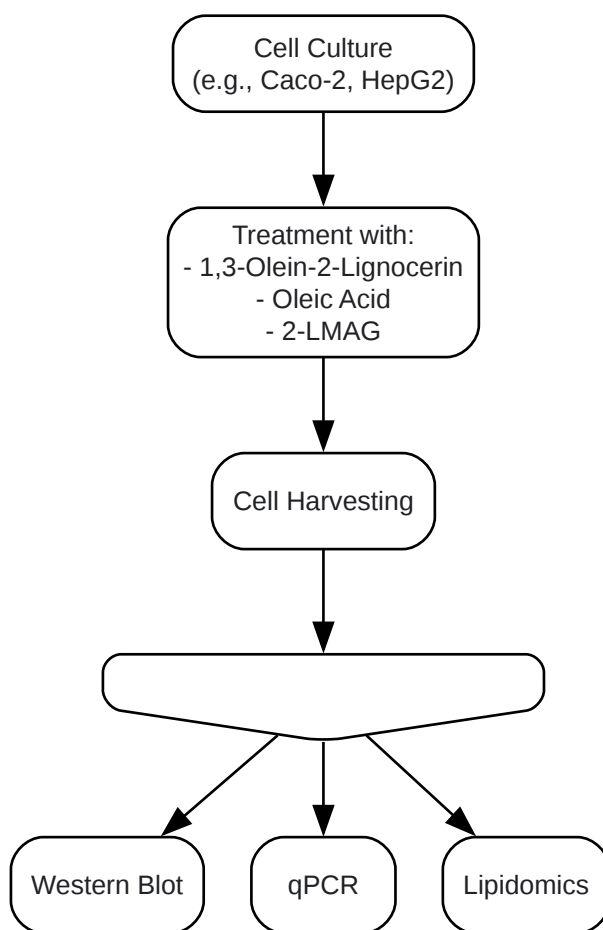 Cell Culture
(e.g., Caco-2, HepG2)
Treatment with:
- 1,3-Olein-2-Lignocerin
- Oleic Acid
- 2-LMAG
Cell Harvesting
Western Blot
qPCR
Lipidomics